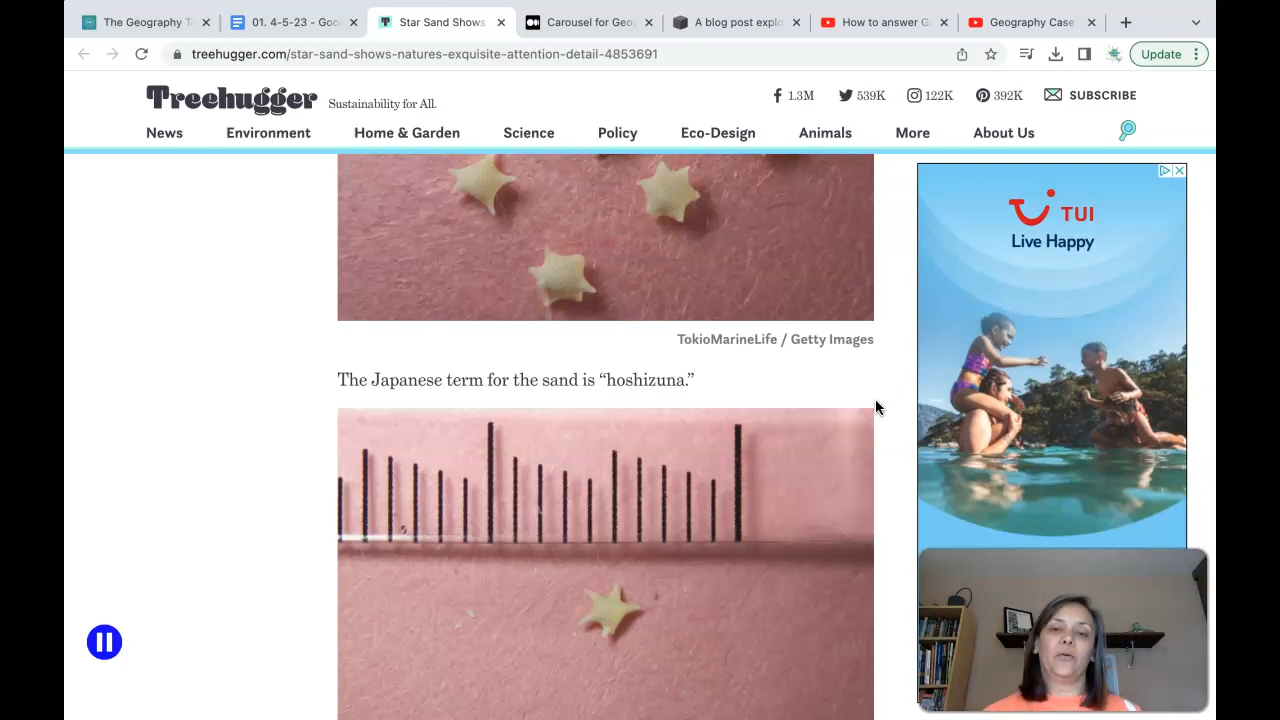 The Geography T
01. 4-5-23 - Goo
Star Sand Shows
Carousel for Geo
A blog post explo
How to answer G
Geography Case
treehugger.com/star-sand-shows-natures-exquisite-attention-detail-4853691
Update
Treehugger
Sustainability for All.
1.3M
539K
122K
392K
SUBSCRIBE
News
Environment
Home & Garden
Science
Policy
Eco-Design
Animals
More
About Us
TokioMarineLife / Getty Images
The Japanese term for the sand is “hoshizuna.”
TUI
Live Happy